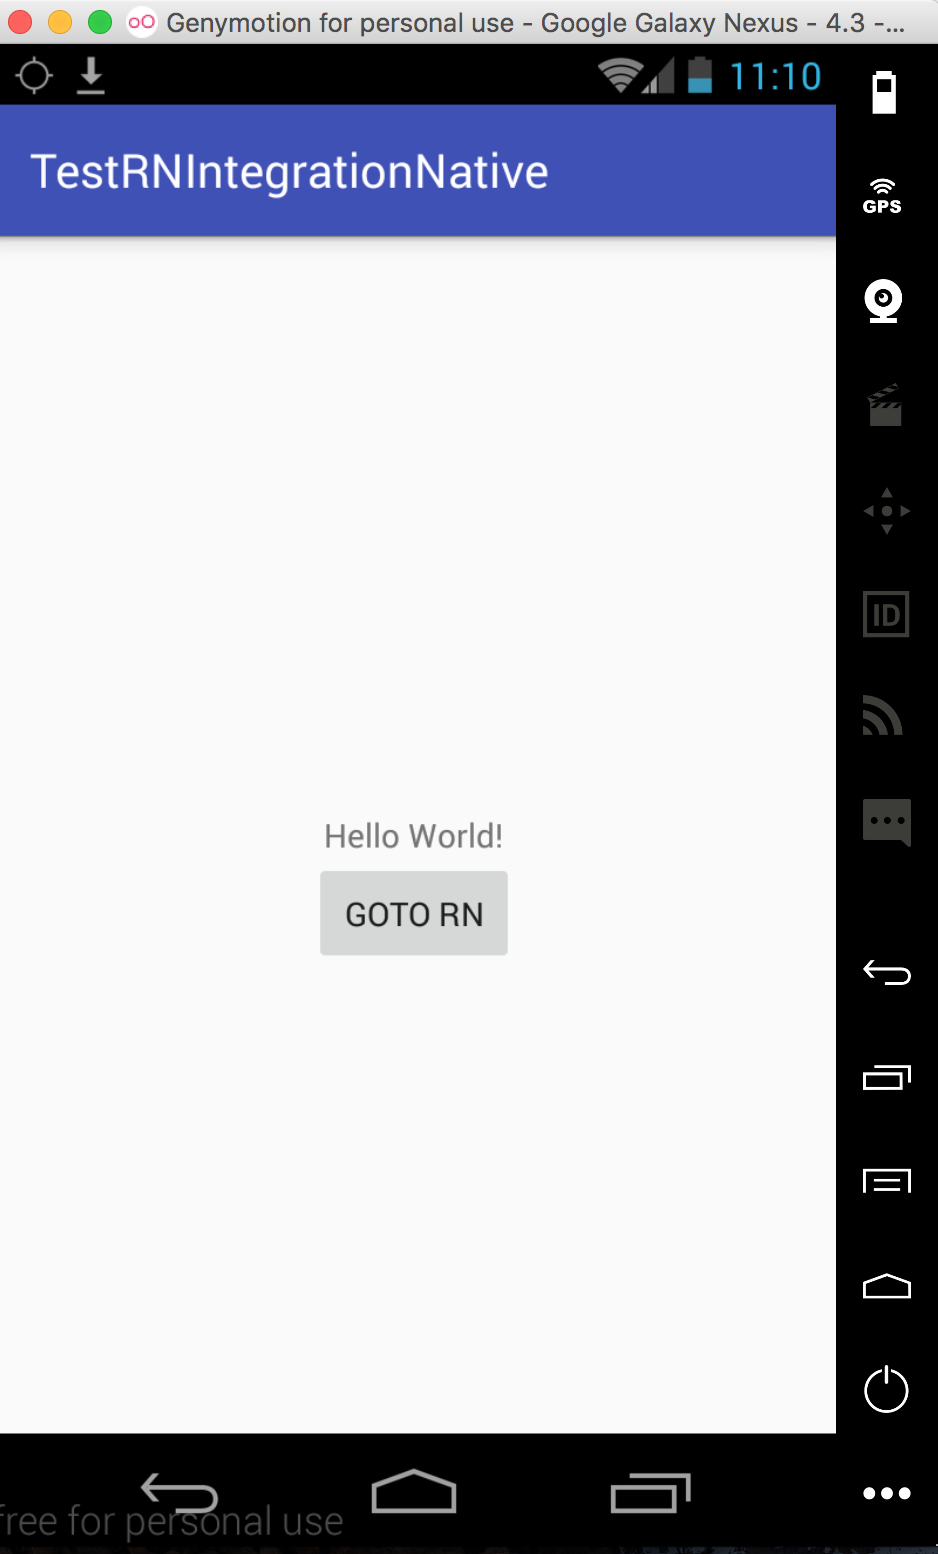 Genymotion for personal use - Google Galaxy Nexus - 4.3 -...
11:10
TestRNIntegrationNative
GPS
ID
Hello World!
GOTO RN
free for personal use